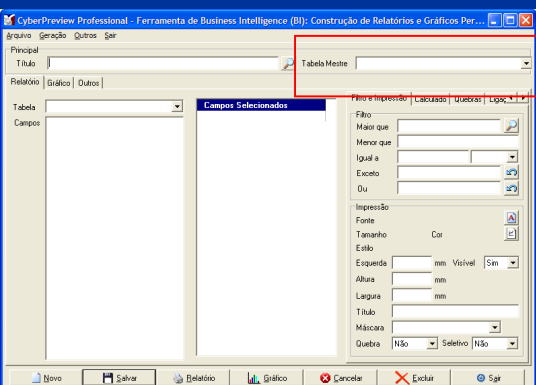 CyberPreview Professional - Ferramenta de Business Intelligence (BI): Construção de Relatórios e Gráficos Per...
Arquivo Geração Outros Sair
Principal
Título Tabela Mestre
Relatório Gráfico Outros
Filtro e Impressão Calculado Quebras Ligaç
Tabela
Campos
Campos Selecionados
Filtro
Maior que
Menor que
Igual a
Exceto
Ou
Impressão
Fonte
Tamanho Cor
Estilo
Esquerda mm Visível Sim
Altura mm
Largura mm
Título
Máscara
Quebra Não Seletivo Não
Novo Salvar Relatório Gráfico Cancelar Excluir Sair